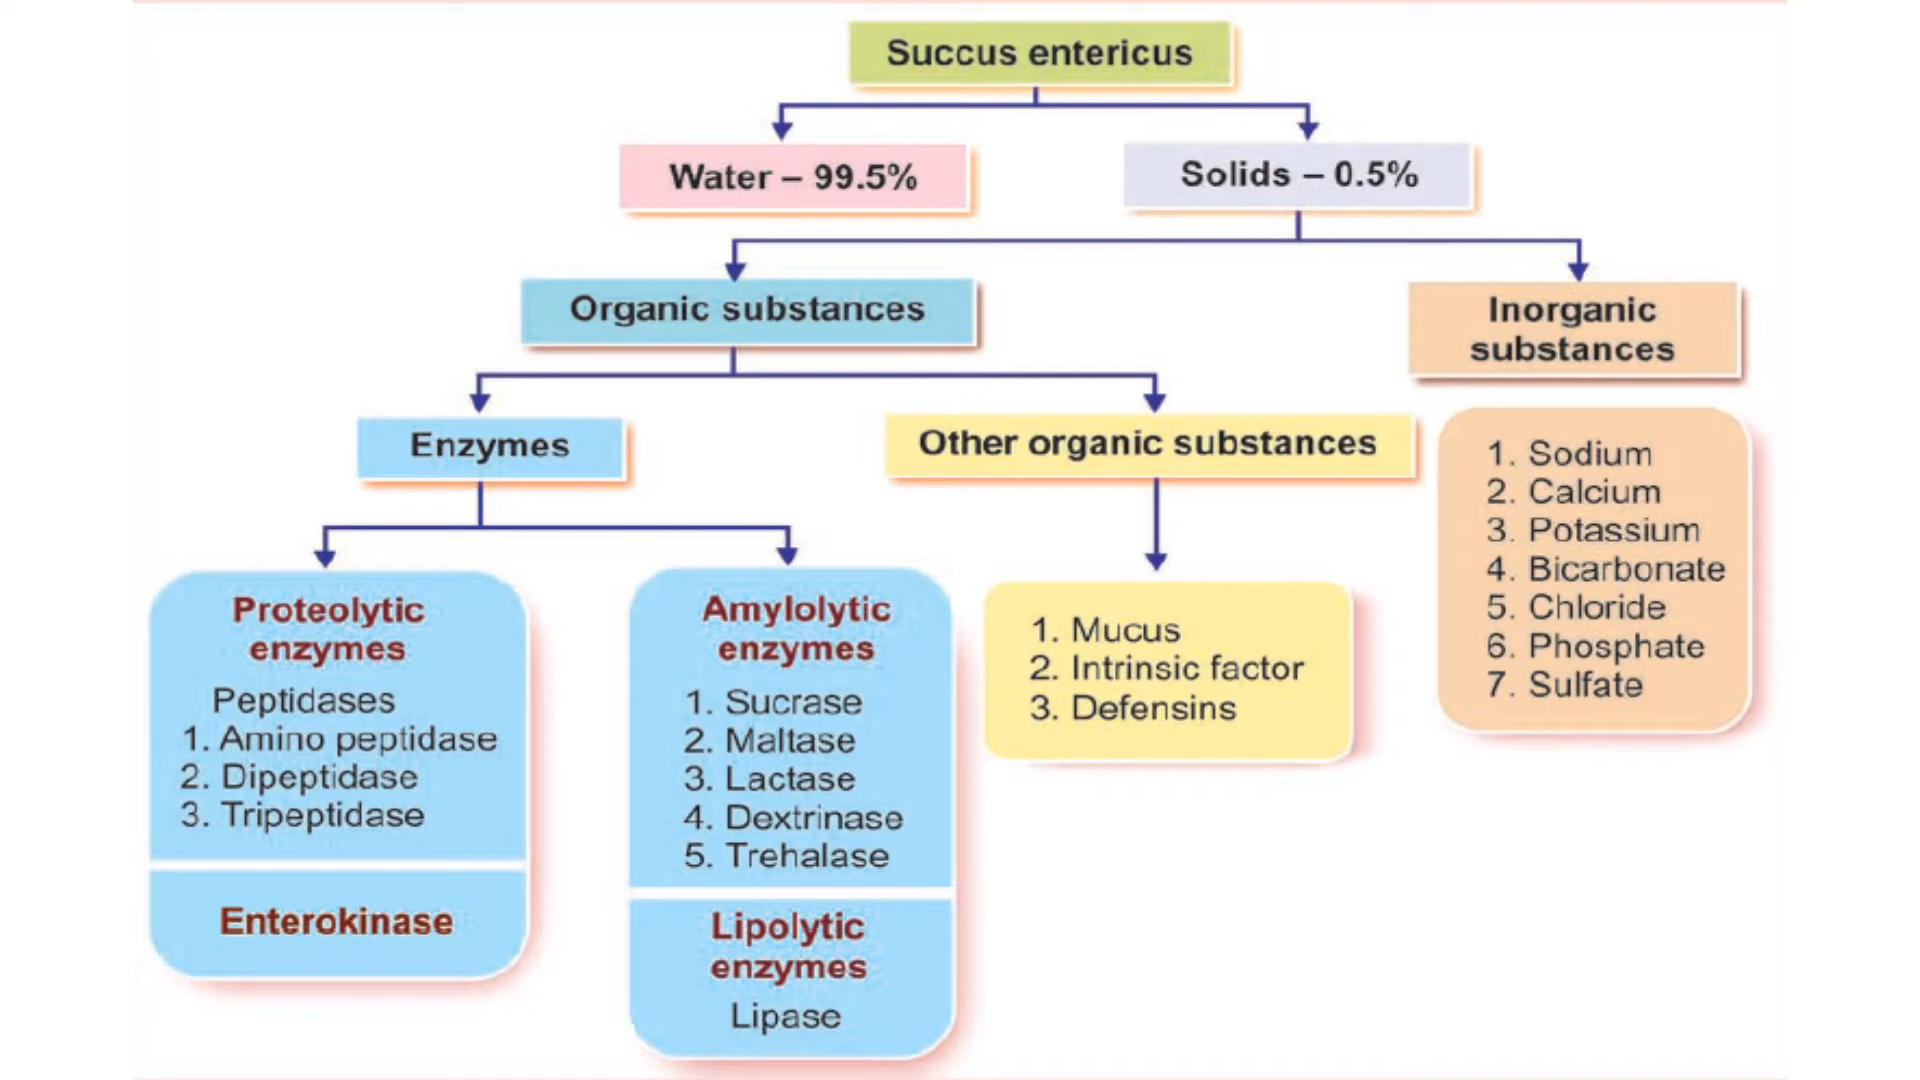 Succus entericus
Water – 99.5%
Solids – 0.5%
Organic substances
Inorganic
substances
Enzymes
Other organic substances
1. Sodium
2. Calcium
3. Potassium
4. Bicarbonate
5. Chloride
6. Phosphate
7. Sulfate
Proteolytic
enzymes
Peptidases
1. Amino peptidase
2. Dipeptidase
3. Tripeptidase
Enterokinase
Amylolytic
enzymes
1. Sucrase
2. Maltase
3. Lactase
4. Dextrinase
5. Trehalase
Lipolytic
enzymes
Lipase
1. Mucus
2. Intrinsic factor
3. Defensins